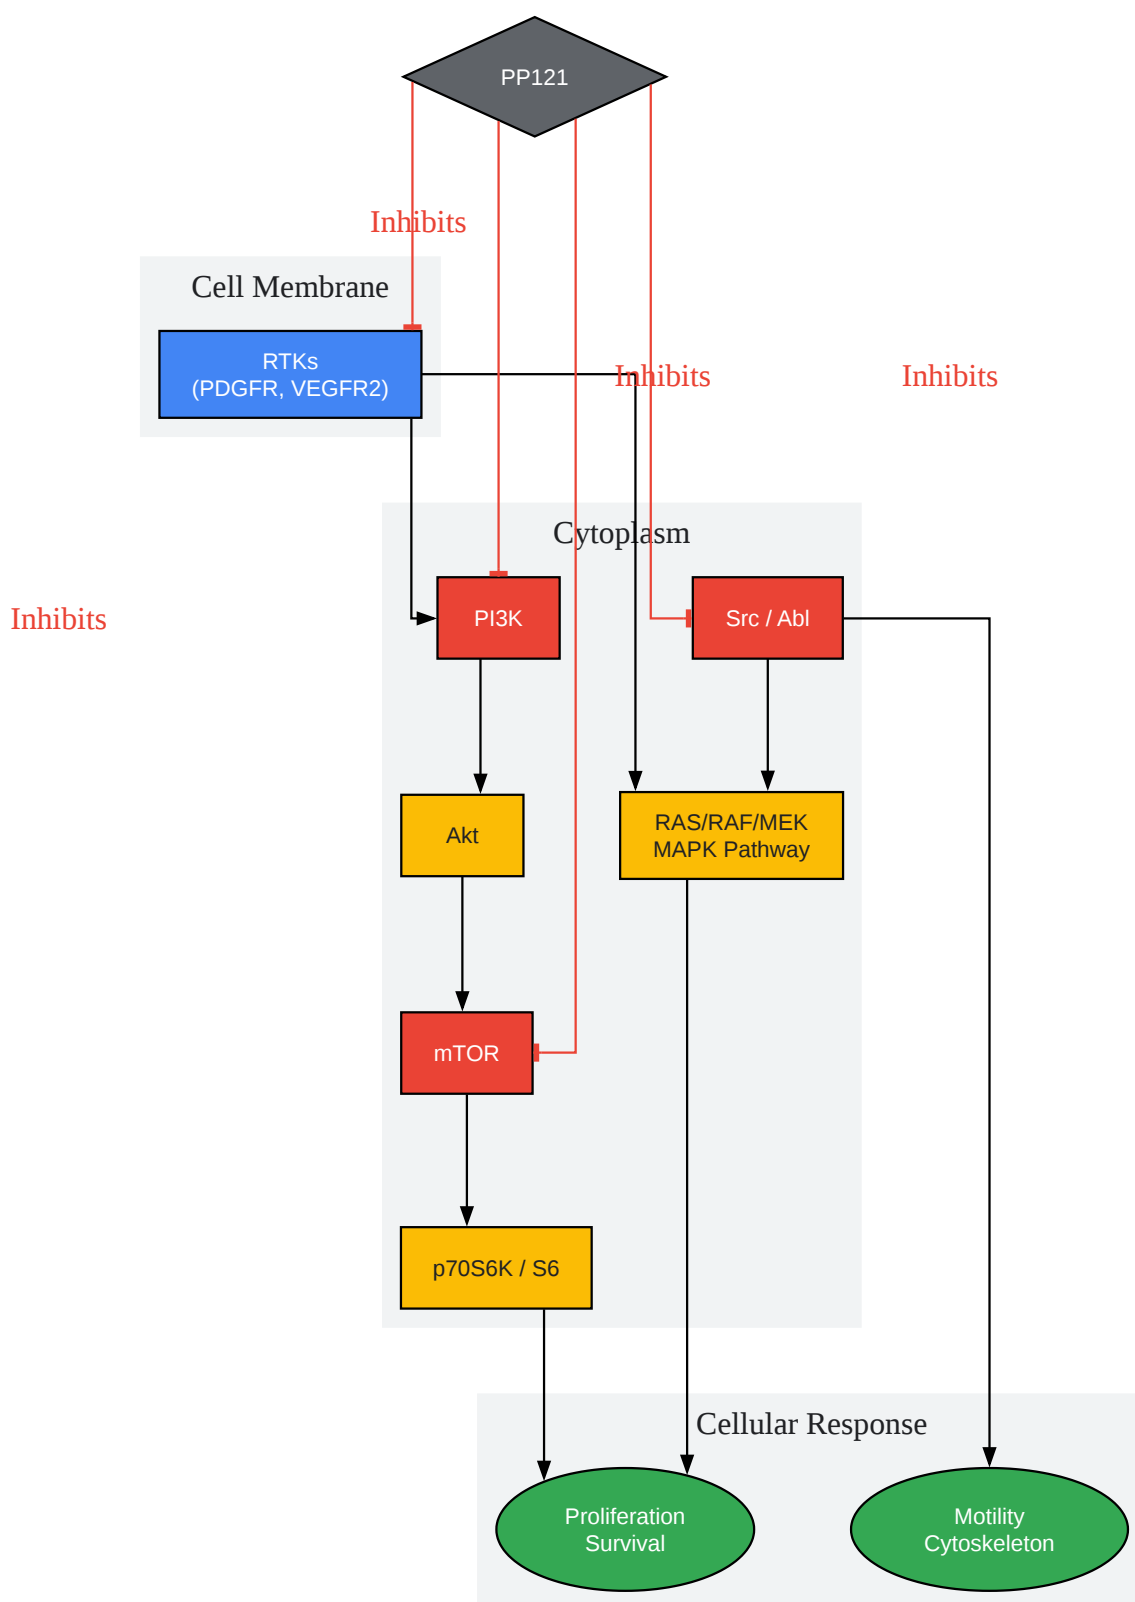 PP121
Inhibits
Cell Membrane
RTKs
(PDGFR, VEGFR2)
Inhibits
Inhibits
Cytoplasm
Inhibits
PI3K
Src / Abl
Akt
RAS/RAF/MEK
MAPK Pathway
mTOR
p70S6K / S6
Cellular Response
Proliferation
Survival
Motility
Cytoskeleton